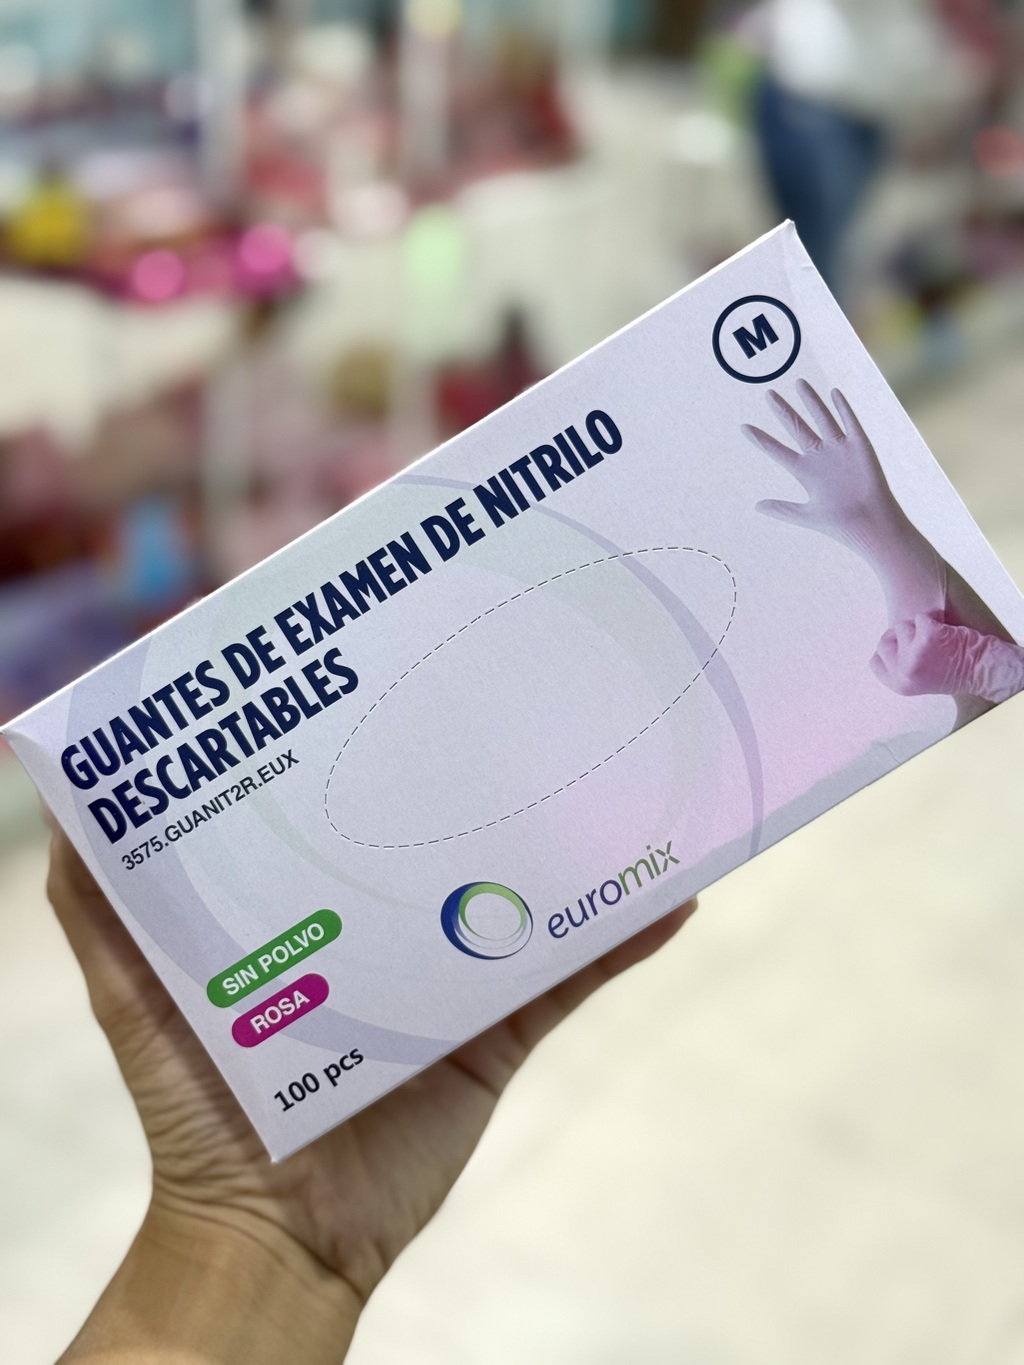 M
GUANTES DE EXAMEN DE NITRILO
DESCARTABLES
3575.GUANIT2R.EUX
euromix
SIN POLVO
ROSA
100 pcs